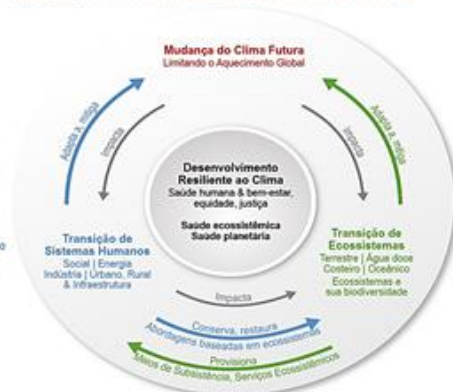 Mudança do Clima Futura
Limitando o Aquecimento Global
Adapta a, mitiga
Impacta
Impacta
Adapta a, mitiga
Desenvolvimento
Resiliente ao Clima
Saúde humana & bem-estar,
equidade, justiça
Saúde ecossistêmica
Saúde planetária
Transição de
Sistemas Humanos
Social | Energia
Indústria | Urbano, Rural
& Infraestrutura
Transição de
Ecossistemas
Terrestre | Água doce
Costeiro | Oceânico
Ecossistemas e
sua biodiversidade
Impacta
Conserva, restaura
Abordagens baseadas em ecossistemas
Provisiona
Meios de Subsistência, Serviços Ecossistêmicos